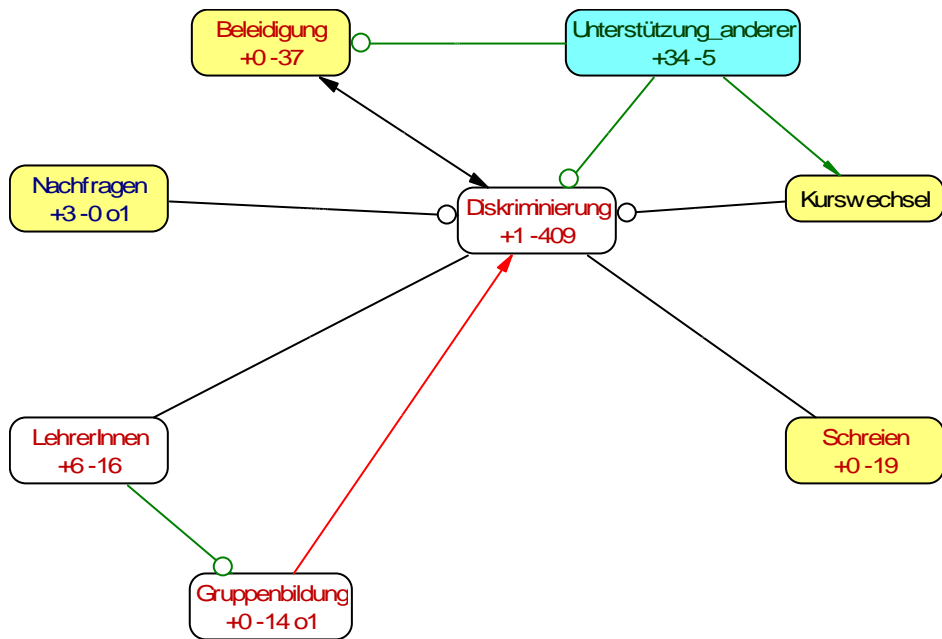 Beleidigung
+0 -37
Unterstützung_anderer
+34 -5
Nachfragen
+3 -0 o1
Diskriminierung
+1 -409
Kurswechsel
LehrerInnen
+6 -16
Schreien
+0 -19
Gruppenbildung
+0 -14 o1